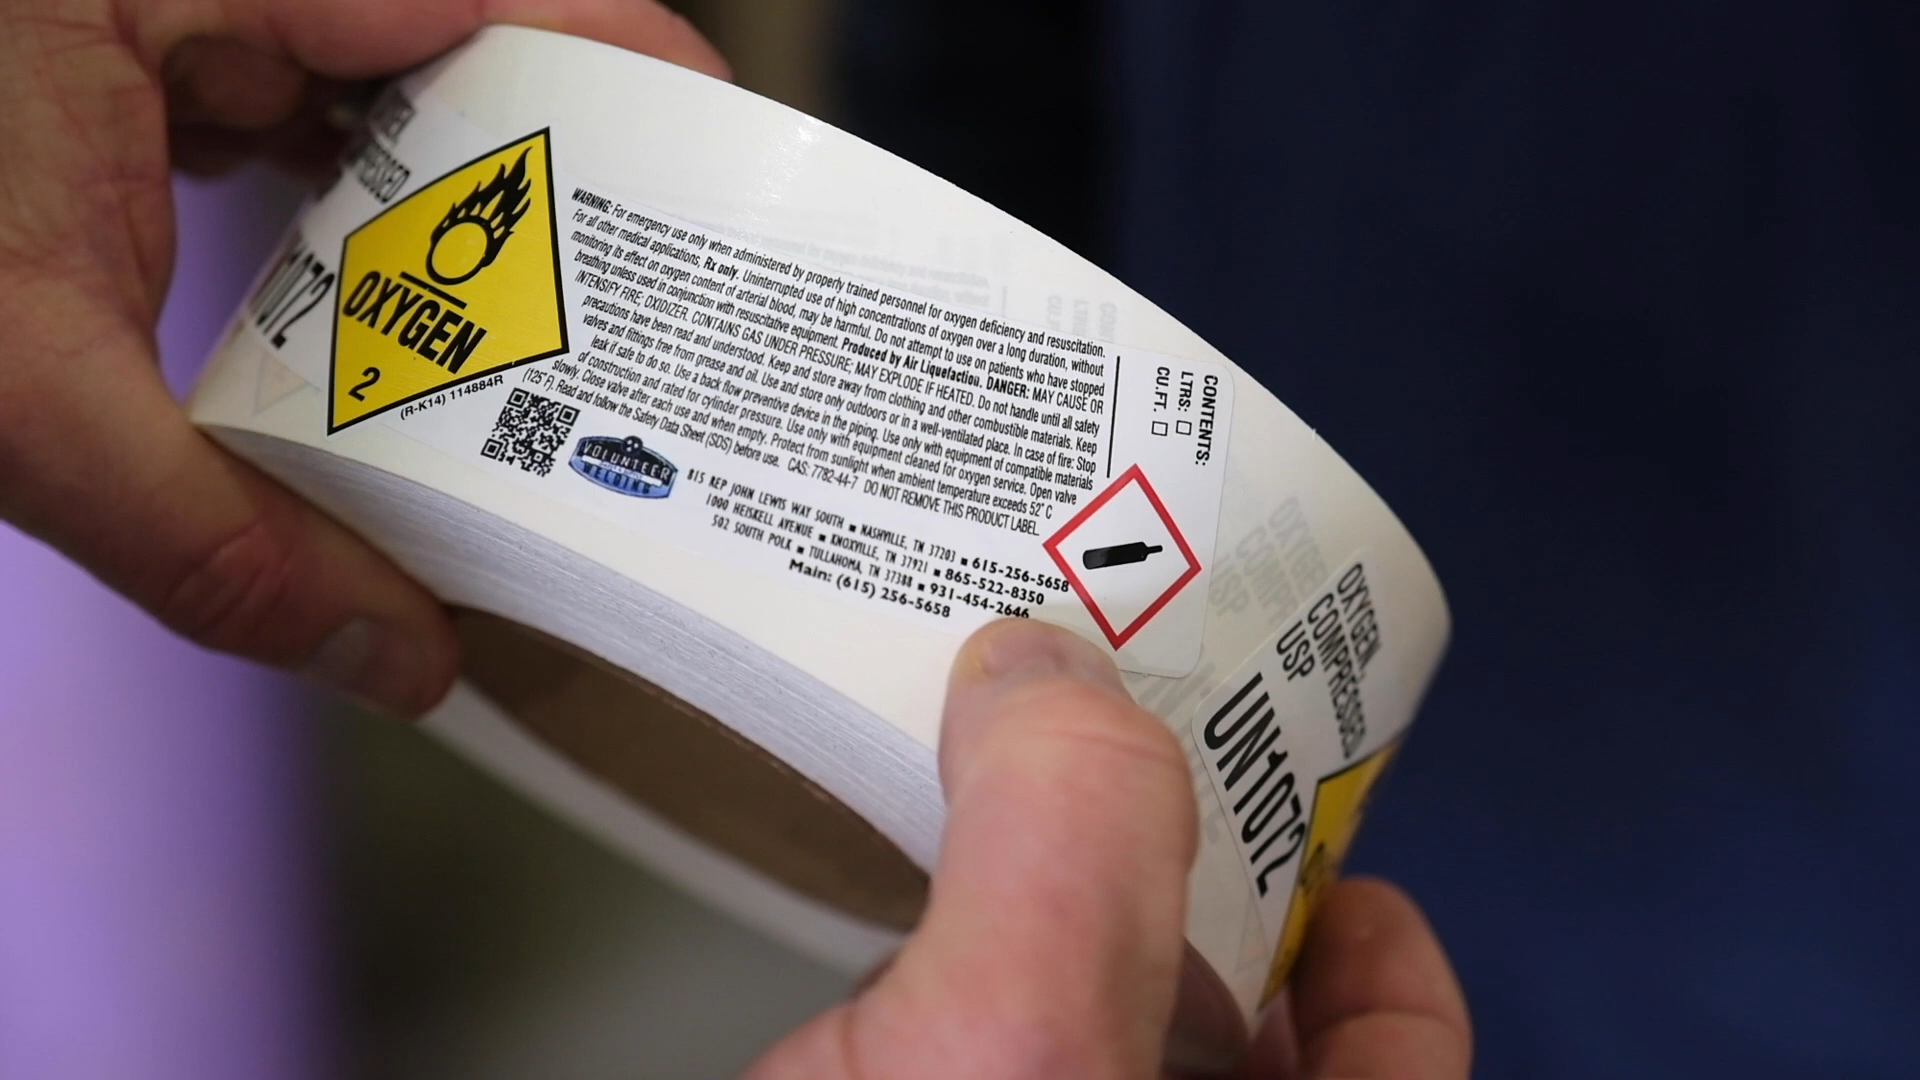 COMPRESSED
1072
OXYGEN
2
(R-K14) 114884R
WARNING: For emergency use only when administered by properly trained personnel for oxygen deficiency and resuscitation.
For all other medical applications, Rx only. Uninterrupted use of high concentrations of oxygen over a long duration, without
monitoring its effect on oxygen content of arterial blood, may be harmful. Do not attempt to use on patients who have stopped
breathing unless used in conjunction with resuscitative equipment. Produced by Air Liquefaction. DANGER: MAY CAUSE OR
INTENSIFY FIRE; OXIDIZER. CONTAINS GAS UNDER PRESSURE; MAY EXPLODE IF HEATED. Do not handle until all safety
precautions have been read and understood. Keep and store away from clothing and other combustible materials. Keep
valves and fittings free from grease and oil. Use and store only outdoors or in a well-ventilated place. In case of fire: Stop
leak if safe to do so. Use a back flow preventive device in the piping. Use only with equipment of compatible materials
of construction and rated for cylinder pressure. Use only with equipment cleaned for oxygen service. Open valve
slowly. Close valve after each use and when empty. Protect from sunlight when ambient temperature exceeds 52° C
(125° F). Read and follow the Safety Data Sheet (SDS) before use. CAS: 7782-44-7 DO NOT REMOVE THIS PRODUCT LABEL.
VOLUNTEER
WELDING
815 REP JOHN LEWIS WAY SOUTH ■ NASHVILLE, TN 37203 ■ 615-256-5658
1000 HEISKELL AVENUE ■ KNOXVILLE, TN 37921 ■ 865-522-8350
502 SOUTH POLK ■ TULLAHOMA, TN 37388 ■ 931-454-2646
Main: (615) 256-5658
CONTENTS:
LTRS: ☐
CU.FT. ☐
OXYGEN,
COMPRESSED
USP
UN1072